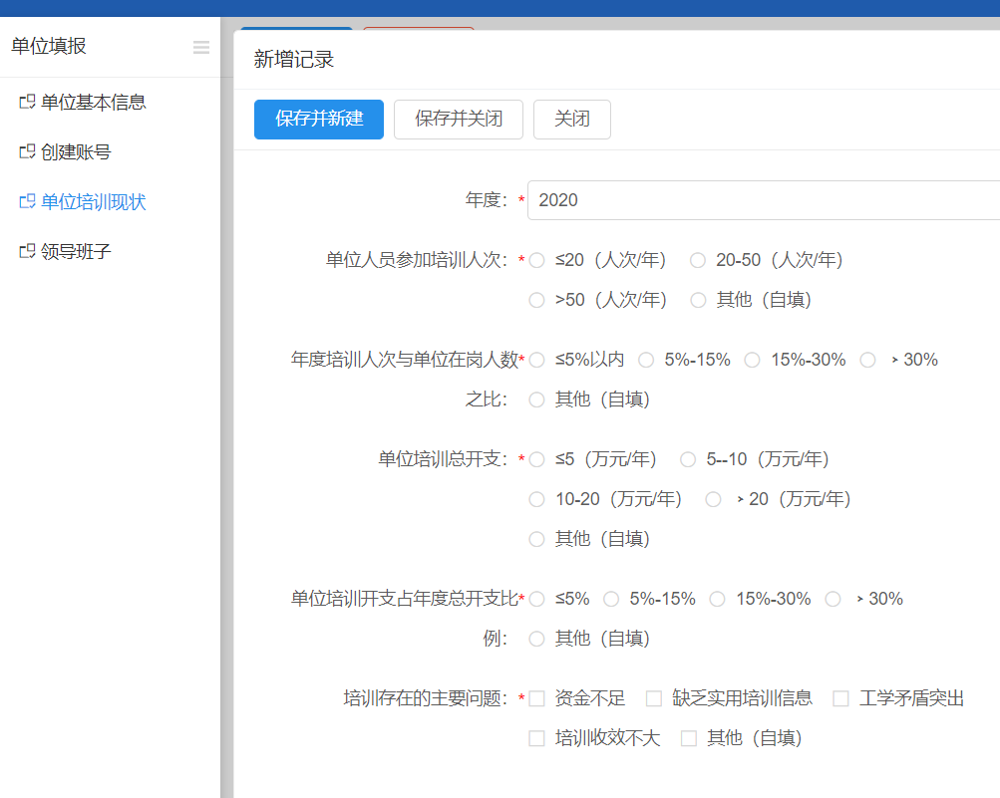 单位填报
单位基本信息
创建账号
单位培训现状
领导班子
新增记录
保存并新建 保存并关闭 关闭
年度：* 2020
单位人员参加培训人次：* ≤20（人次/年） 20-50（人次/年）
>50（人次/年） 其他（自填）
年度培训人次与单位在岗人数* ≤5%以内 5%-15% 15%-30% ﹥30%
之比： 其他（自填）
单位培训总开支：* ≤5（万元/年） 5--10（万元/年）
10-20（万元/年） ﹥20（万元/年）
其他（自填）
单位培训开支占年度总开支比* ≤5% 5%-15% 15%-30% ﹥30%
例： 其他（自填）
培训存在的主要问题：* 资金不足 缺乏实用培训信息 工学矛盾突出
培训收效不大 其他（自填）